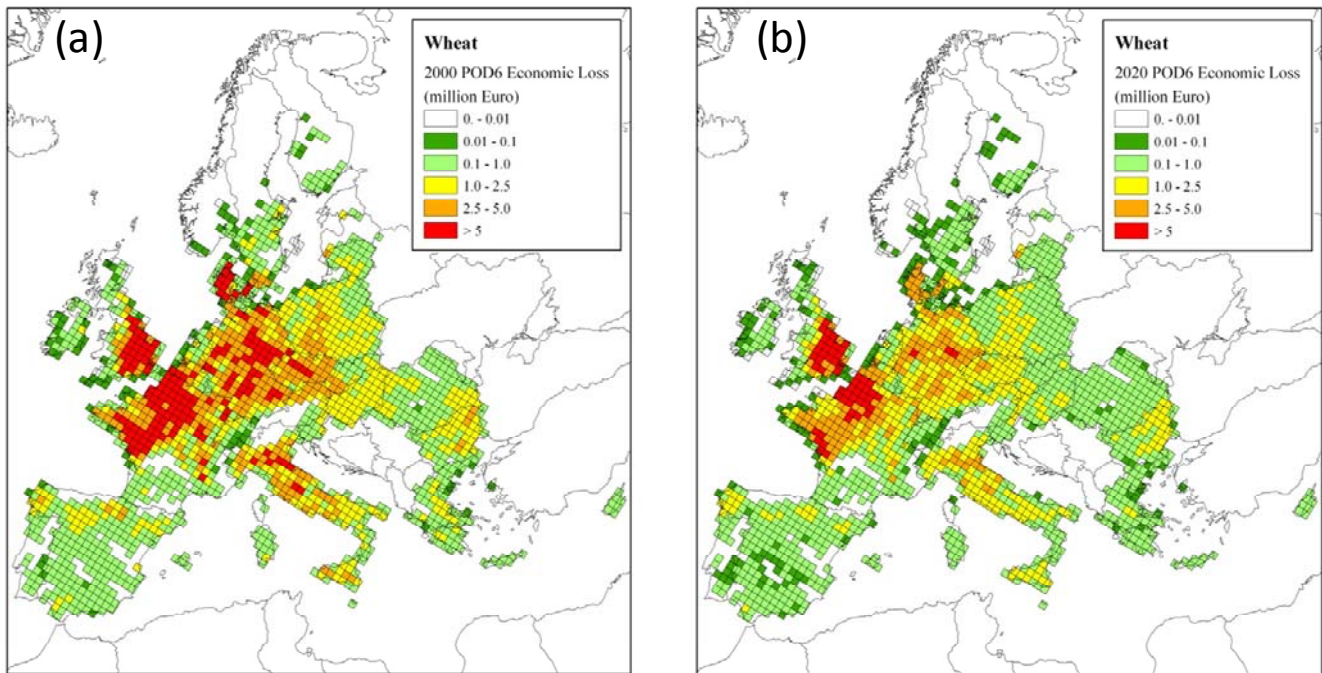 (a)
Wheat
2000 POD6 Economic Loss
(million Euro)
0. - 0.01
0.01 - 0.1
0.1 - 1.0
1.0 - 2.5
2.5 - 5.0
> 5
(b)
Wheat
2020 POD6 Economic Loss
(million Euro)
0. - 0.01
0.01 - 0.1
0.1 - 1.0
1.0 - 2.5
2.5 - 5.0
> 5